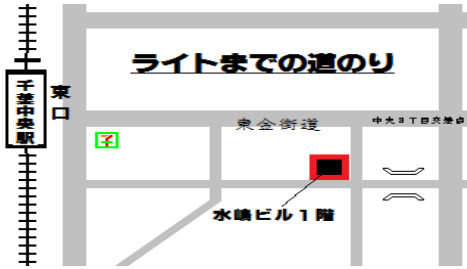 ライトまでの道のり
千葉中央駅
東口
東金街道
中央3丁目交差点
水嶋ビル1階